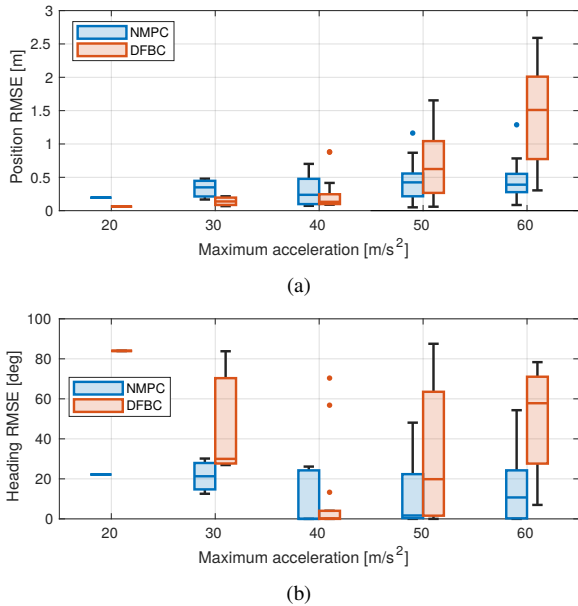 3
2.5
2
1.5
1
0.5
0
Position RMSE [m]
NMPC
DFBC
20 30 40 50 60
Maximum acceleration [m/s²]
(a)
100
80
60
40
20
0
Heading RMSE [deg]
NMPC
DFBC
20 30 40 50 60
Maximum acceleration [m/s²]
(b)